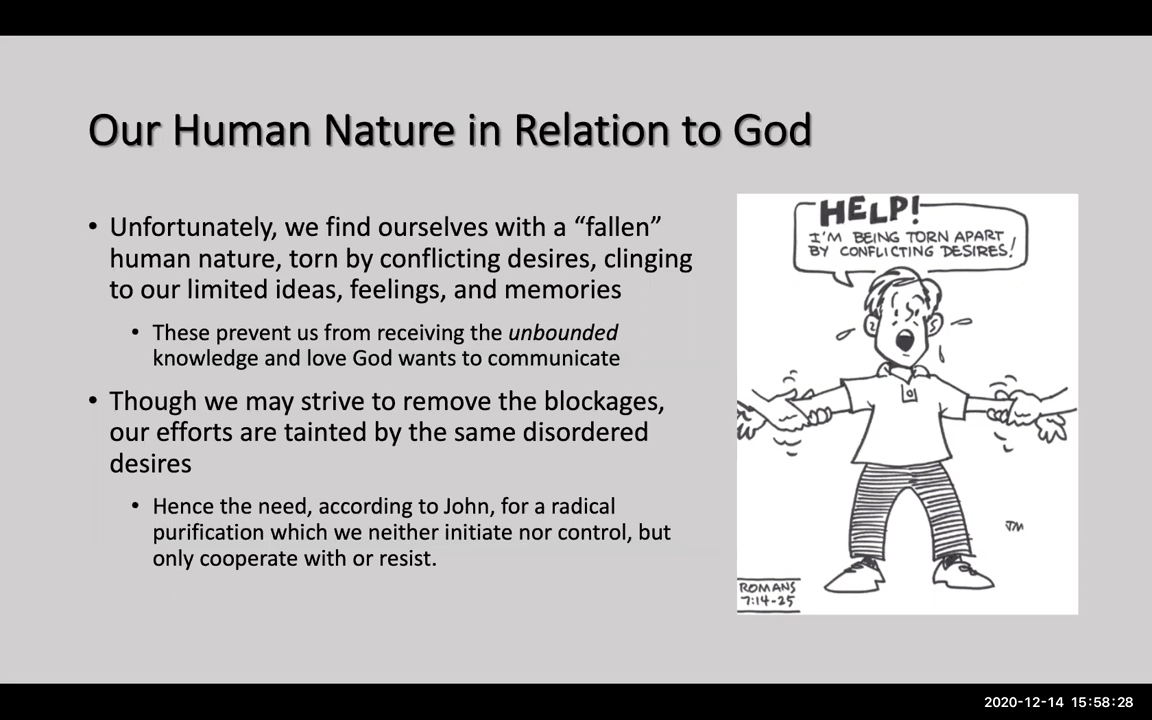 Our Human Nature in Relation to God
• Unfortunately, we find ourselves with a “fallen”
human nature, torn by conflicting desires, clinging
to our limited ideas, feelings, and memories
• These prevent us from receiving the unbounded
knowledge and love God wants to communicate
• Though we may strive to remove the blockages,
our efforts are tainted by the same disordered
desires
• Hence the need, according to John, for a radical
purification which we neither initiate nor control, but
only cooperate with or resist.
HELP!
I'M BEING TORN APART
BY CONFLICTING DESIRES!
JM
ROMANS
7:14-25
2020-12-14 15:58:28